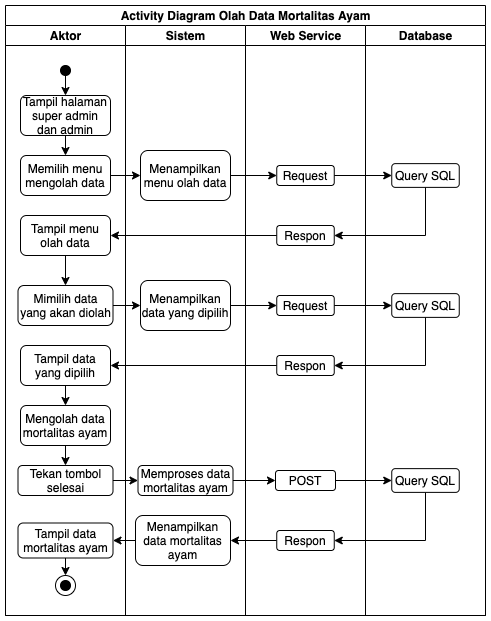 Activity Diagram Olah Data Mortalitas Ayam
Aktor
Sistem
Web Service
Database
Tampil halaman
super admin
dan admin
Memilih menu
mengolah data
Menampilkan
menu olah data
Request
Query SQL
Tampil menu
olah data
Respon
Mimilih data
yang akan diolah
Menampilkan
data yang dipilih
Request
Query SQL
Tampil data
yang dipilih
Respon
Mengolah data
mortalitas ayam
Tekan tombol
selesai
Memproses data
mortalitas ayam
POST
Query SQL
Tampil data
mortalitas ayam
Menampilkan
data mortalitas
ayam
Respon